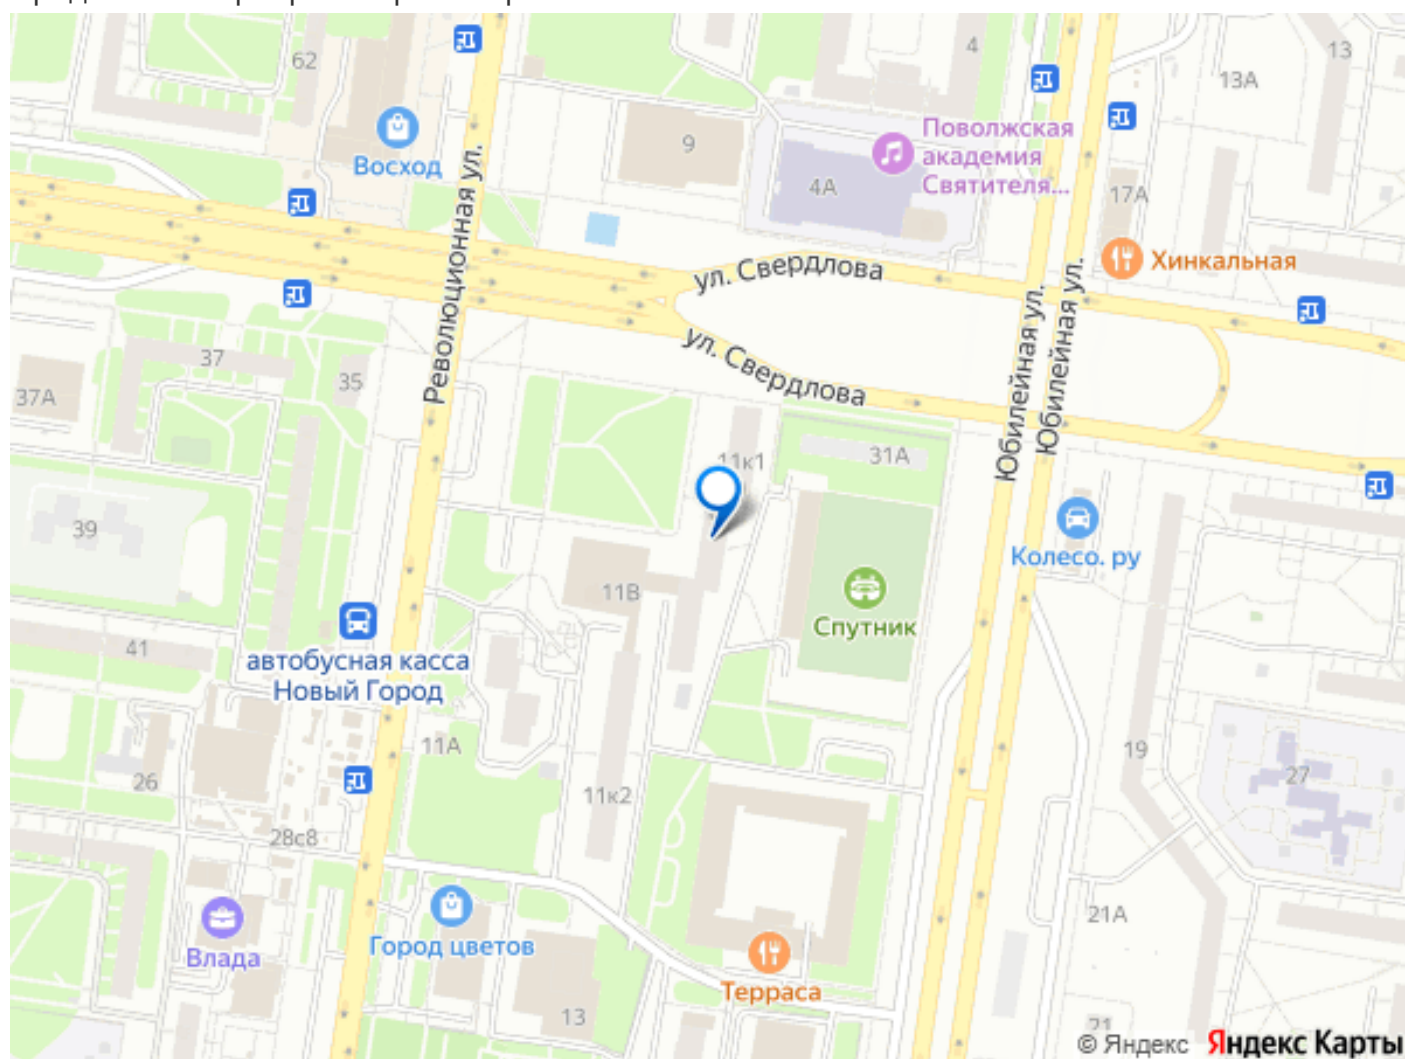 62
4
13
13А
Восход
9
Поволжская
академия
Святителя...
4А
17А
Революционная ул.
ул. Свердлова
Хинкальная
ул. Свердлова
Юбилейная ул.
Юбилейная ул.
37
35
37А
11к1
31А
39
Колесо. ру
11В
Спутник
41
автобусная касса
Новый Город
11А
19
26
27
11к2
28с8
21А
Город цветов
Влада
Терраса
13
21
© Яндекс Яндекс Карты